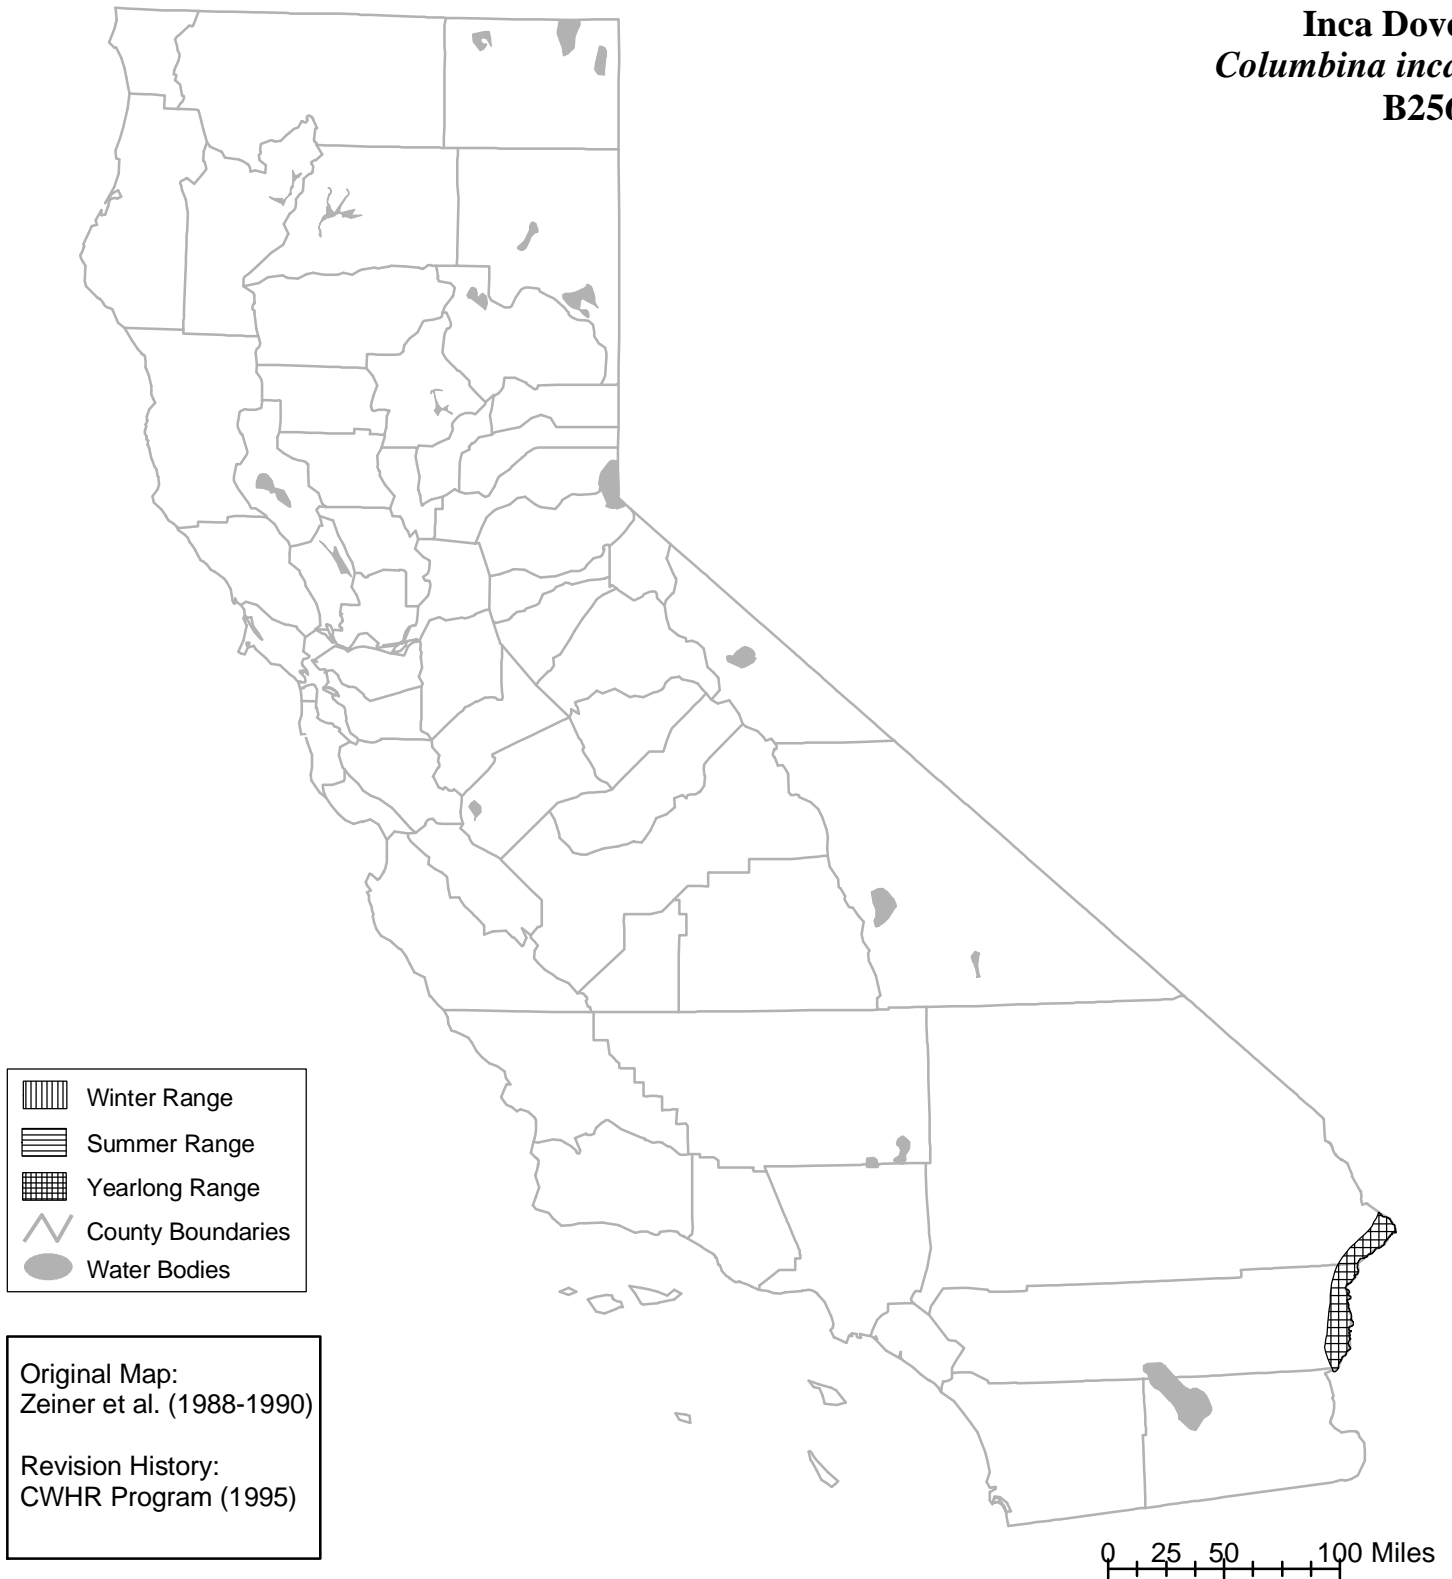 Inca Dove
Columbina inca
B256
Winter Range
Summer Range
Yearlong Range
County Boundaries
Water Bodies
Original Map:
Zeiner et al. (1988-1990)
Revision History:
CWHR Program (1995)
0 25 50 100 Miles